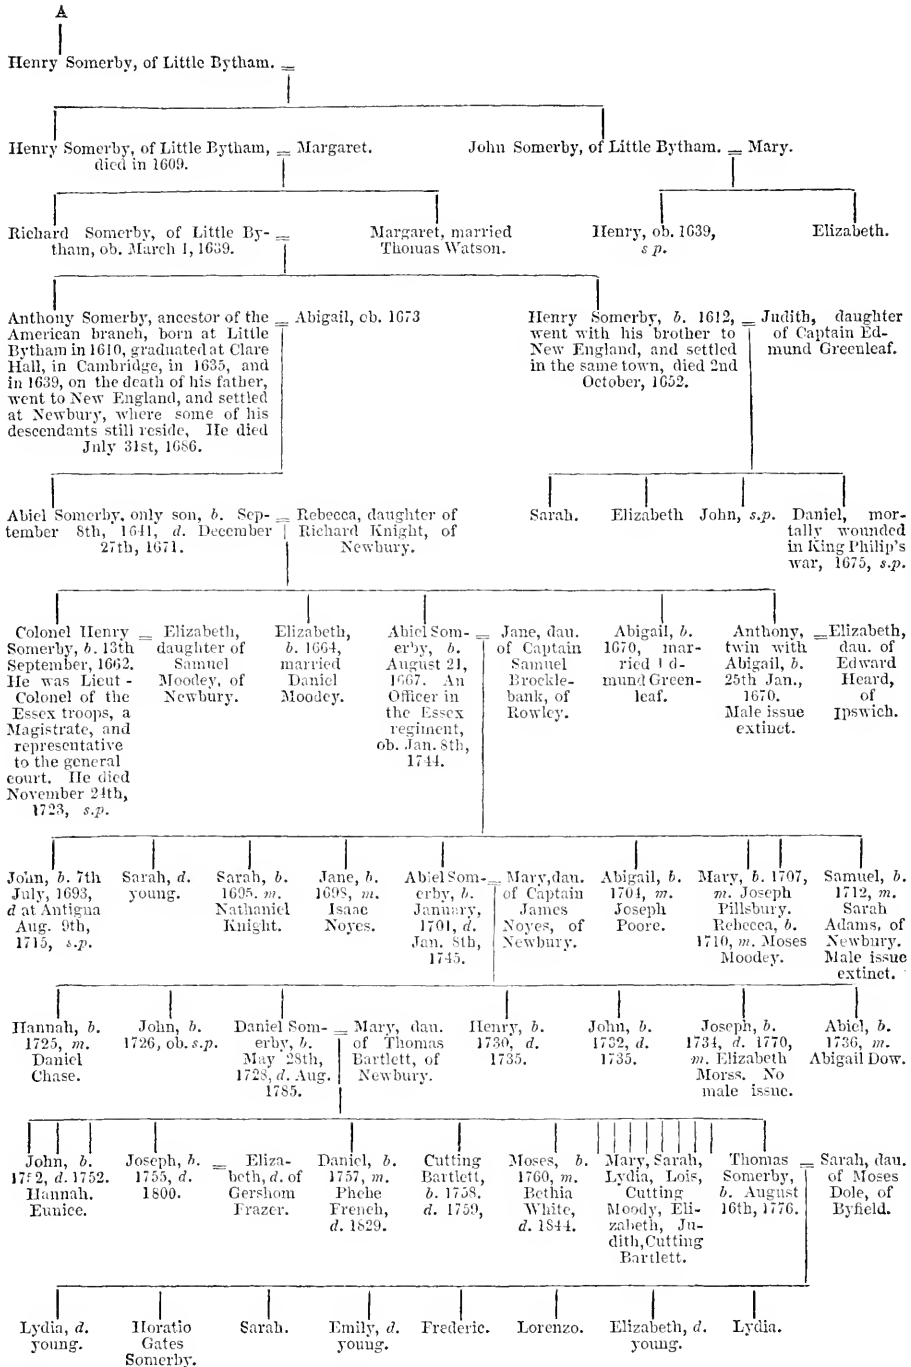 A
Henry Somerby, of Little Bytham. =
Henry Somerby, of Little Bytham, = Margaret.
died in 1609.
John Somerby, of Little Bytham. = Mary.
Richard Somerby, of Little By- =
tham, ob. March 1, 1639.
Margaret, married
Thomas Watson.
Henry, ob. 1639,
s p.
Elizabeth.
Anthony Somerby, ancestor of the = Abigail, ob. 1673
American branch, born at Little
Bytham in 1610, graduated at Clare
Hall, in Cambridge, in 1635, and
in 1639, on the death of his father,
went to New England, and settled
at Newbury, where some of his
descendants still reside, He died
July 31st, 1686.
Henry Somerby, b. 1612, =
went with his brother to
New England, and settled
in the same town, died 2nd
October, 1652.
Judith, daughter
of Captain Ed-
mund Greenleaf.
Abiel Somerby, only son, b. Sep- =
tember 8th, 1641, d. December
27th, 1671.
Rebecca, daughter of
Richard Knight, of
Newbury.
Sarah.
Elizabeth
John, s.p.
Daniel, mor-
tally wounded
in King Philip's
war, 1675, s.p.
Colonel Henry =
Somerby, b. 13th
September, 1662.
He was Lieut -
Colonel of the
Essex troops, a
Magistrate, and
representative
to the general
court. He died
November 24th,
1723, s.p.
Elizabeth,
daughter of
Samuel
Moodey, of
Newbury.
Elizabeth,
b. 1664,
married
Daniel
Moodey.
Abiel Som- =
erby, b.
August 21,
1667. An
Officer in
the Essex
regiment,
ob. Jan. 8th,
1744.
Jane, dau.
of Captain
Samuel
Brockle-
bank, of
Rowley.
Abigail, b.
1670, mar-
ried Ed-
mund Green-
leaf.
Anthony, =
twin with
Abigail, b.
25th Jan.,
1670.
Male issue
extinct.
Elizabeth,
dau. of
Edward
Heard,
of
Ipswich.
John, b. 7th
July, 1693,
d at Antigua
Aug. 9th,
1715, s.p.
Sarah, d.
young.
Sarah, b.
1695. m.
Nathaniel
Knight.
Jane, b.
1698, m.
Isaac
Noyes.
Abiel Som- =
erby, b.
January,
1701, d.
Jan. 8th,
1745.
Mary, dau.
of Captain
James
Noyes, of
Newbury.
Abigail, b.
1704, m.
Joseph
Poore.
Mary, b. 1707,
m. Joseph
Pillsbury.
Rebecca, b.
1710, m. Moses
Moodey.
Samuel, b.
1712, m.
Sarah
Adams, of
Newbury.
Male issue
extinct.
Hannah, b.
1725, m.
Daniel
Chase.
John, b.
1726, ob. s.p.
Daniel Som- =
erby, b.
May 28th,
1728, d. Aug.
1785.
Mary, dau.
of Thomas
Bartlett, of
Newbury.
Henry, b.
1730, d.
1735.
John, b.
1732, d.
1735.
Joseph, b.
1734, d. 1770,
m. Elizabeth
Morss. No
male issue.
Abiel, b.
1736, m.
Abigail Dow.
John, b.
1752, d. 1752.
Hannah.
Eunice.
Joseph, b. =
1755, d.
1800.
Eliza-
beth, d. of
Gershom
Frazer.
Daniel, b.
1757, m.
Phebe
French,
d. 1829.
Cutting
Bartlett,
b. 1758.
d. 1759,
Moses, b.
1760, m.
Bethia
White,
d. 1844.
Mary, Sarah,
Lydia, Lois,
Cutting
Moody, Eli-
zabeth, Ju-
dith, Cutting
Bartlett.
Thomas =
Somerby,
b. August
16th, 1776.
Sarah, dau.
of Moses
Dole, of
Byfield.
Lydia, d.
young.
Horatio
Gates
Somerby.
Sarah.
Emily, d.
young.
Frederic.
Lorenzo.
Elizabeth, d.
young.
Lydia.